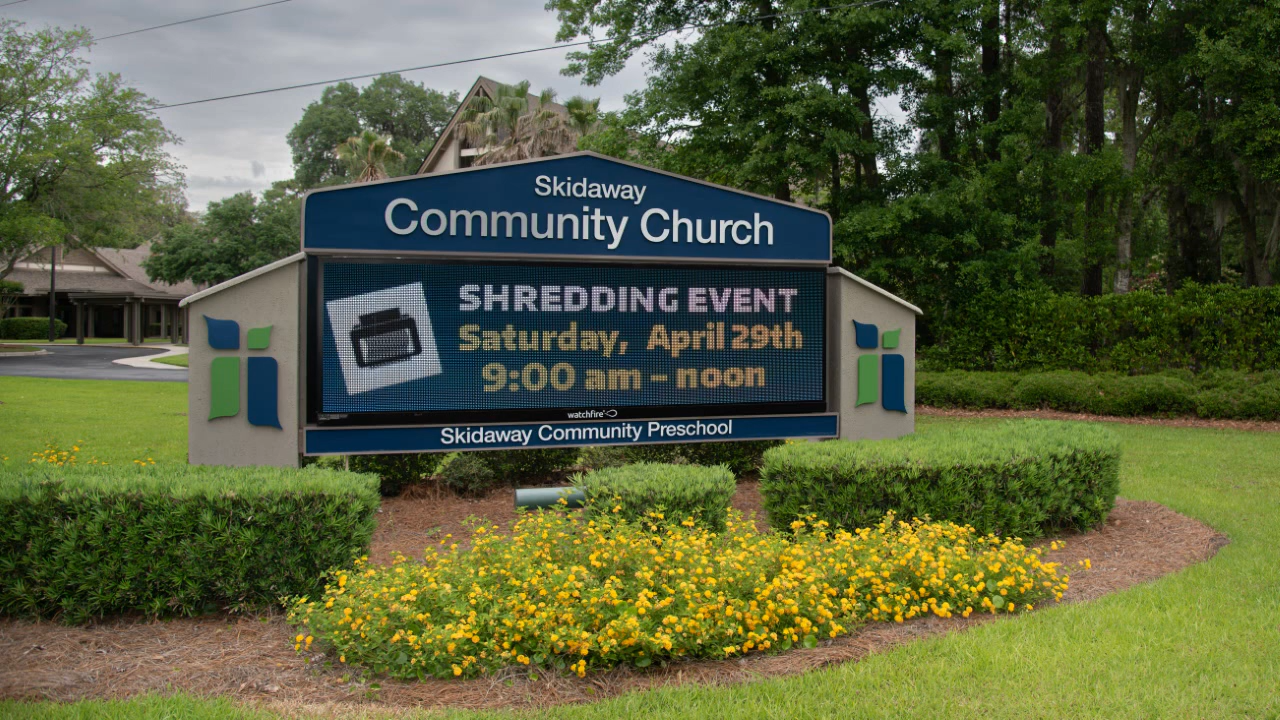 Skidaway
Community Church
SHREDDING EVENT
Saturday, April 29th
9:00 am - noon
watchfire
Skidaway Community Preschool